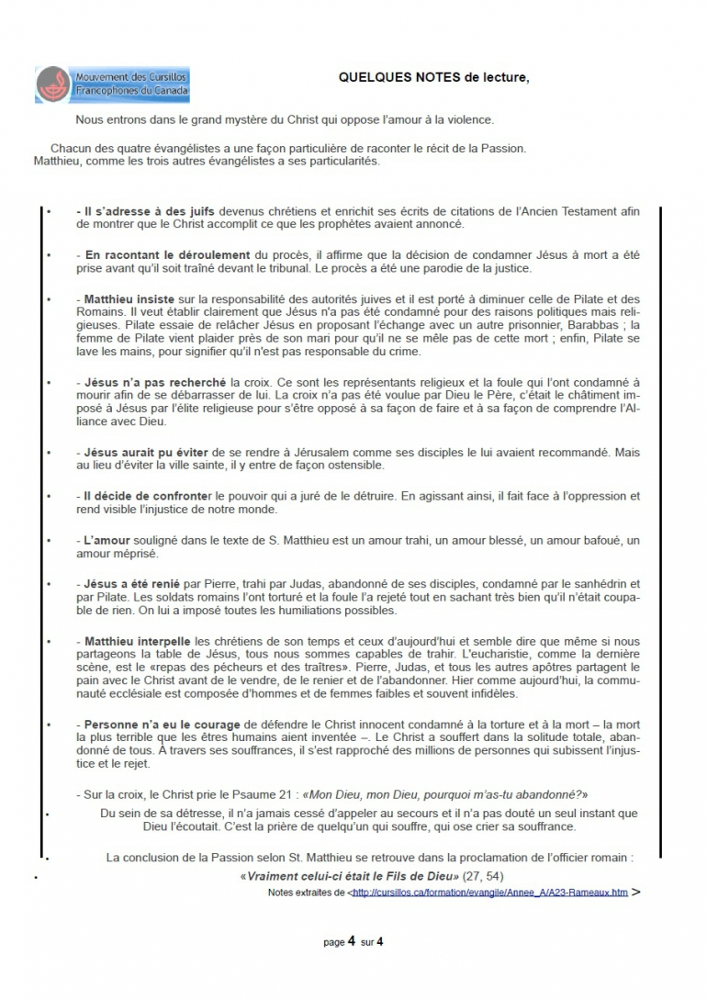 Mouvement des Cursillos
Francophones du Canada
QUELQUES NOTES de lecture,
Nous entrons dans le grand mystère du Christ qui oppose l'amour à la violence.
Chacun des quatre évangélistes a une façon particulière de raconter le récit de la Passion.
Matthieu, comme les trois autres évangélistes a ses particularités.
• - Il s'adresse à des juifs devenus chrétiens et enrichit ses écrits de citations de l'Ancien Testament afin
de montrer que le Christ accomplit ce que les prophètes avaient annoncé.
• - En racontant le déroulement du procès, il affirme que la décision de condamner Jésus à mort a été
prise avant qu'il soit traîné devant le tribunal. Le procès a été une parodie de la justice.
• - Matthieu insiste sur la responsabilité des autorités juives et il est porté à diminuer celle de Pilate et des
Romains. Il veut établir clairement que Jésus n'a pas été condamné pour des raisons politiques mais reli-
gieuses. Pilate essaie de relâcher Jésus en proposant l'échange avec un autre prisonnier, Barabbas ; la
femme de Pilate vient plaider près de son mari pour qu'il ne se mêle pas de cette mort ; enfin, Pilate se
lave les mains, pour signifier qu'il n'est pas responsable du crime.
• - Jésus n'a pas recherché la croix. Ce sont les représentants religieux et la foule qui l'ont condamné à
mourir afin de se débarrasser de lui. La croix n'a pas été voulue par Dieu le Père, c'était le châtiment im-
posé à Jésus par l'élite religieuse pour s'être opposé à sa façon de faire et à sa façon de comprendre l'Al-
liance avec Dieu.
• - Jésus aurait pu éviter de se rendre à Jérusalem comme ses disciples le lui avaient recommandé. Mais
au lieu d'éviter la ville sainte, il y entre de façon ostensible.
• - Il décide de confronter le pouvoir qui a juré de le détruire. En agissant ainsi, il fait face à l'oppression et
rend visible l'injustice de notre monde.
• - L'amour souligné dans le texte de S. Matthieu est un amour trahi, un amour blessé, un amour bafoué, un
amour méprisé.
• - Jésus a été renié par Pierre, trahi par Judas, abandonné de ses disciples, condamné par le sanhédrin et
par Pilate. Les soldats romains l'ont torturé et la foule l'a rejeté tout en sachant très bien qu'il n'était coupa-
ble de rien. On lui a imposé toutes les humiliations possibles.
• - Matthieu interpelle les chrétiens de son temps et ceux d'aujourd'hui et semble dire que même si nous
partageons la table de Jésus, tous nous sommes capables de trahir. L'eucharistie, comme la dernière
scène, est le «repas des pécheurs et des traîtres». Pierre, Judas, et tous les autres apôtres partagent le
pain avec le Christ avant de le vendre, de le renier et de l'abandonner. Hier comme aujourd'hui, la commu-
nauté ecclésiale est composée d'hommes et de femmes faibles et souvent infidèles.
• - Personne n'a eu le courage de défendre le Christ innocent condamné à la torture et à la mort – la mort
la plus terrible que les êtres humains aient inventée –. Le Christ a souffert dans la solitude totale, aban-
donné de tous. À travers ses souffrances, il s'est rapproché des millions de personnes qui subissent l'injus-
tice et le rejet.
- Sur la croix, le Christ prie le Psaume 21 : «Mon Dieu, mon Dieu, pourquoi m'as-tu abandonné?»
• Du sein de sa détresse, il n'a jamais cessé d'appeler au secours et il n'a pas douté un seul instant que
Dieu l'écoutait. C'est la prière de quelqu'un qui souffre, qui ose crier sa souffrance.
• La conclusion de la Passion selon St. Matthieu se retrouve dans la proclamation de l'officier romain :
• «Vraiment celui-ci était le Fils de Dieu» (27, 54)
Notes extraites de <http://cursillos.ca/formation/evangile/Annee_A/A23-Rameaux.htm >
page 4 sur 4